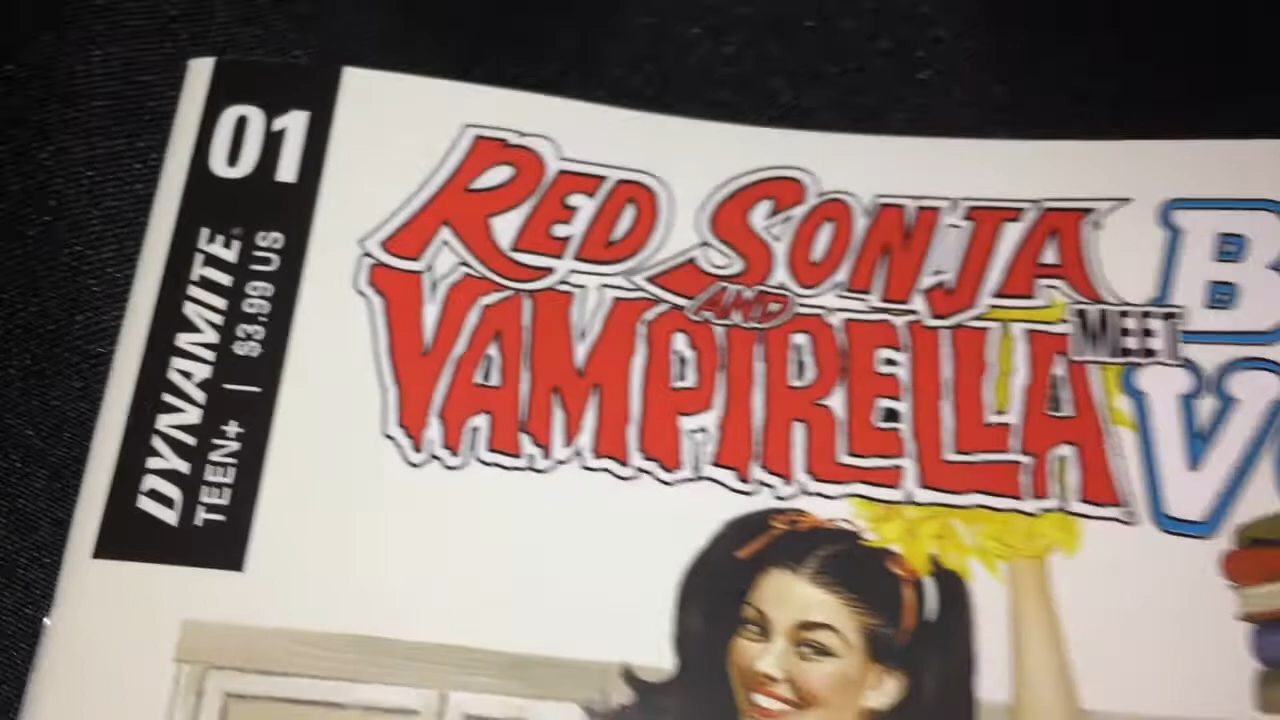 01
DYNAMITE
TEEN+ | $3.99 US
RED SONJA
AND
VAMPIRELLA
MEET
B
V